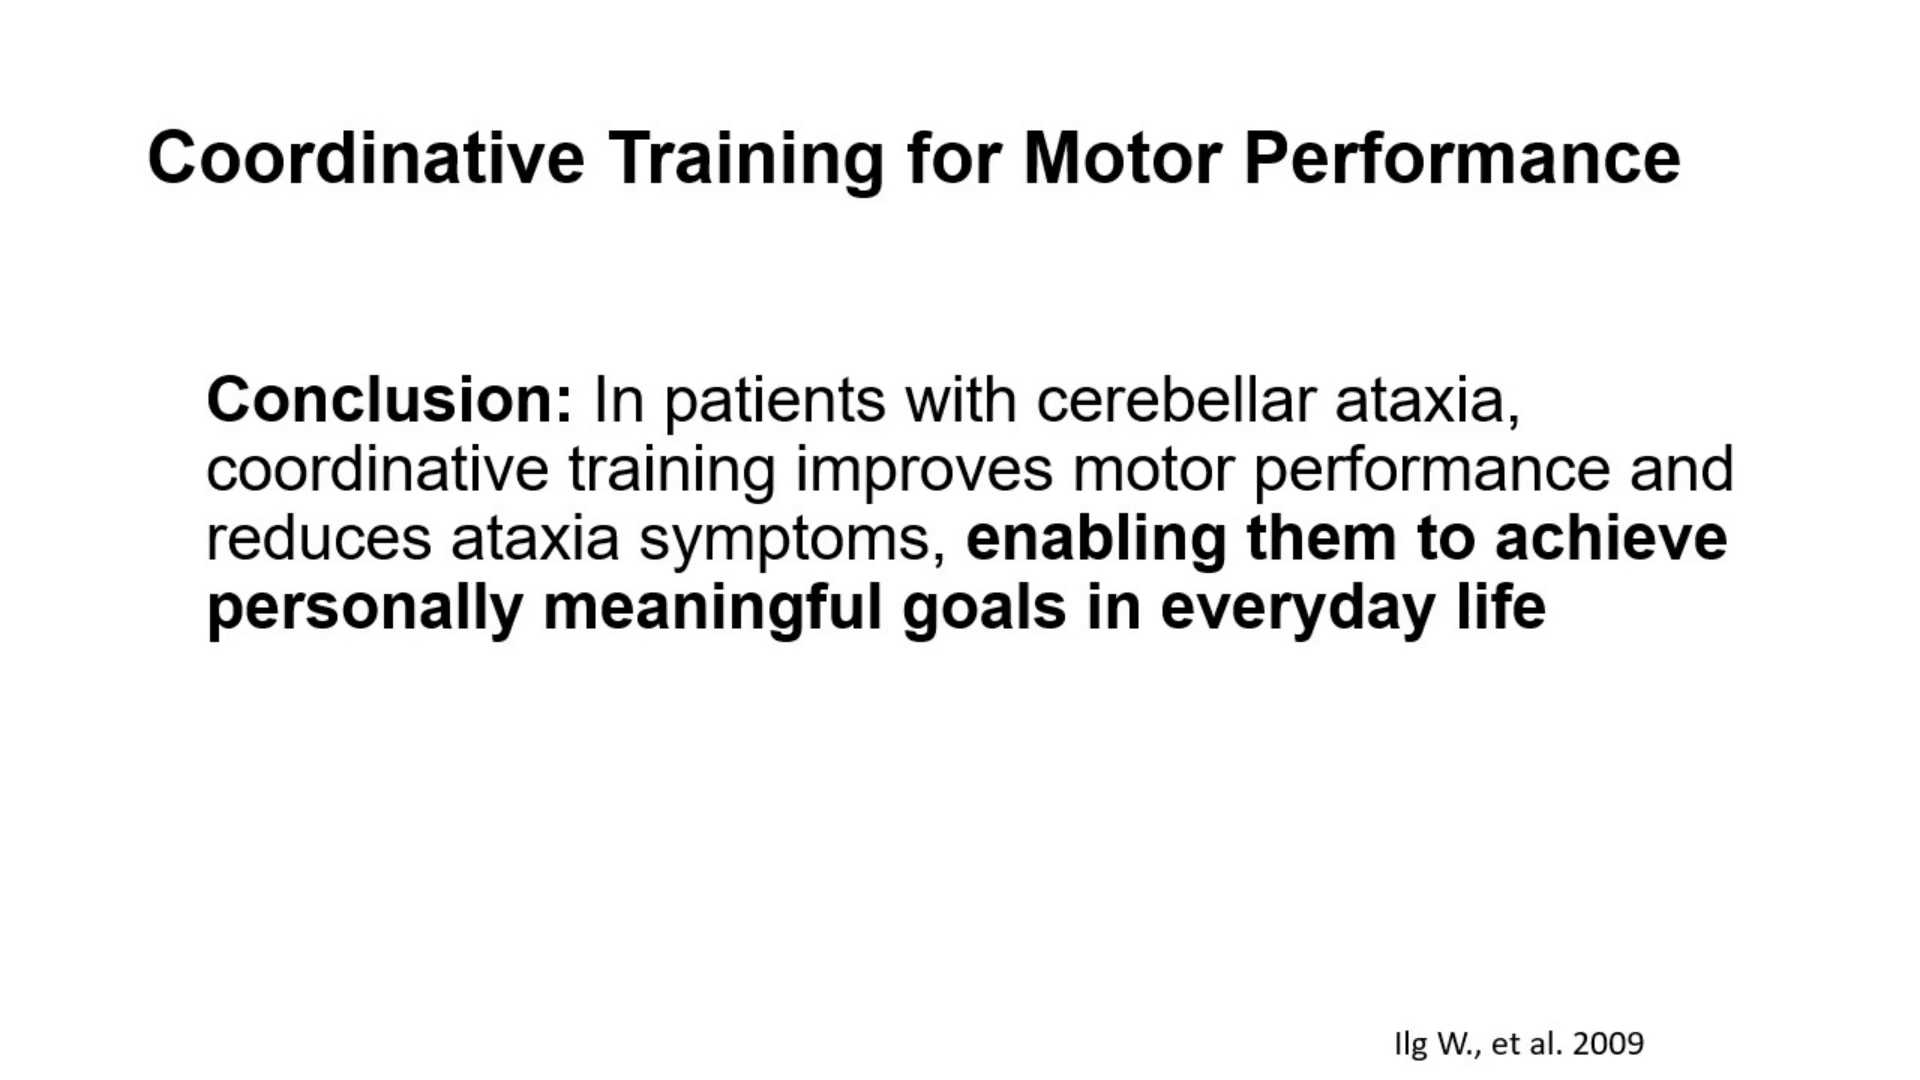 Coordinative Training for Motor Performance
Conclusion: In patients with cerebellar ataxia,
coordinative training improves motor performance and
reduces ataxia symptoms, enabling them to achieve
personally meaningful goals in everyday life
Ilg W., et al. 2009